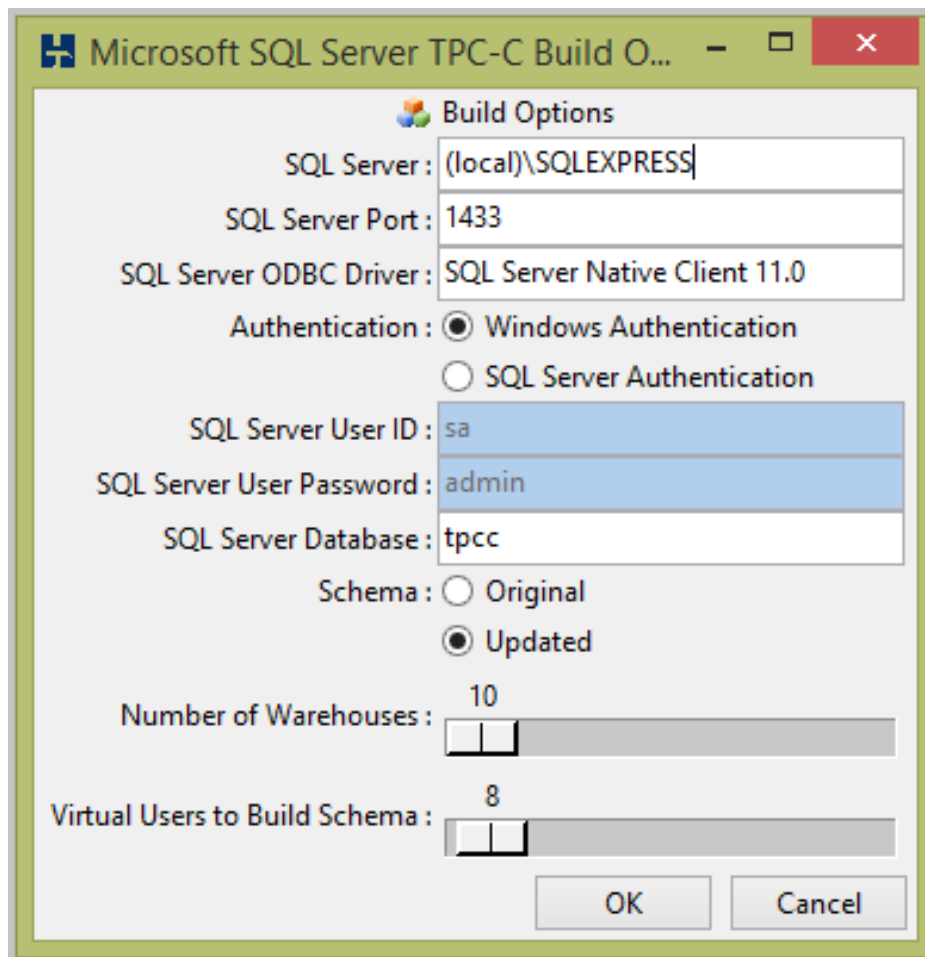 Microsoft SQL Server TPC-C Build O...
Build Options
SQL Server : (local)\SQLEXPRESS
SQL Server Port : 1433
SQL Server ODBC Driver : SQL Server Native Client 11.0
Authentication : Windows Authentication
SQL Server Authentication
SQL Server User ID : sa
SQL Server User Password : admin
SQL Server Database : tpcc
Schema : Original
Updated
10
Number of Warehouses :
8
Virtual Users to Build Schema :
OK Cancel